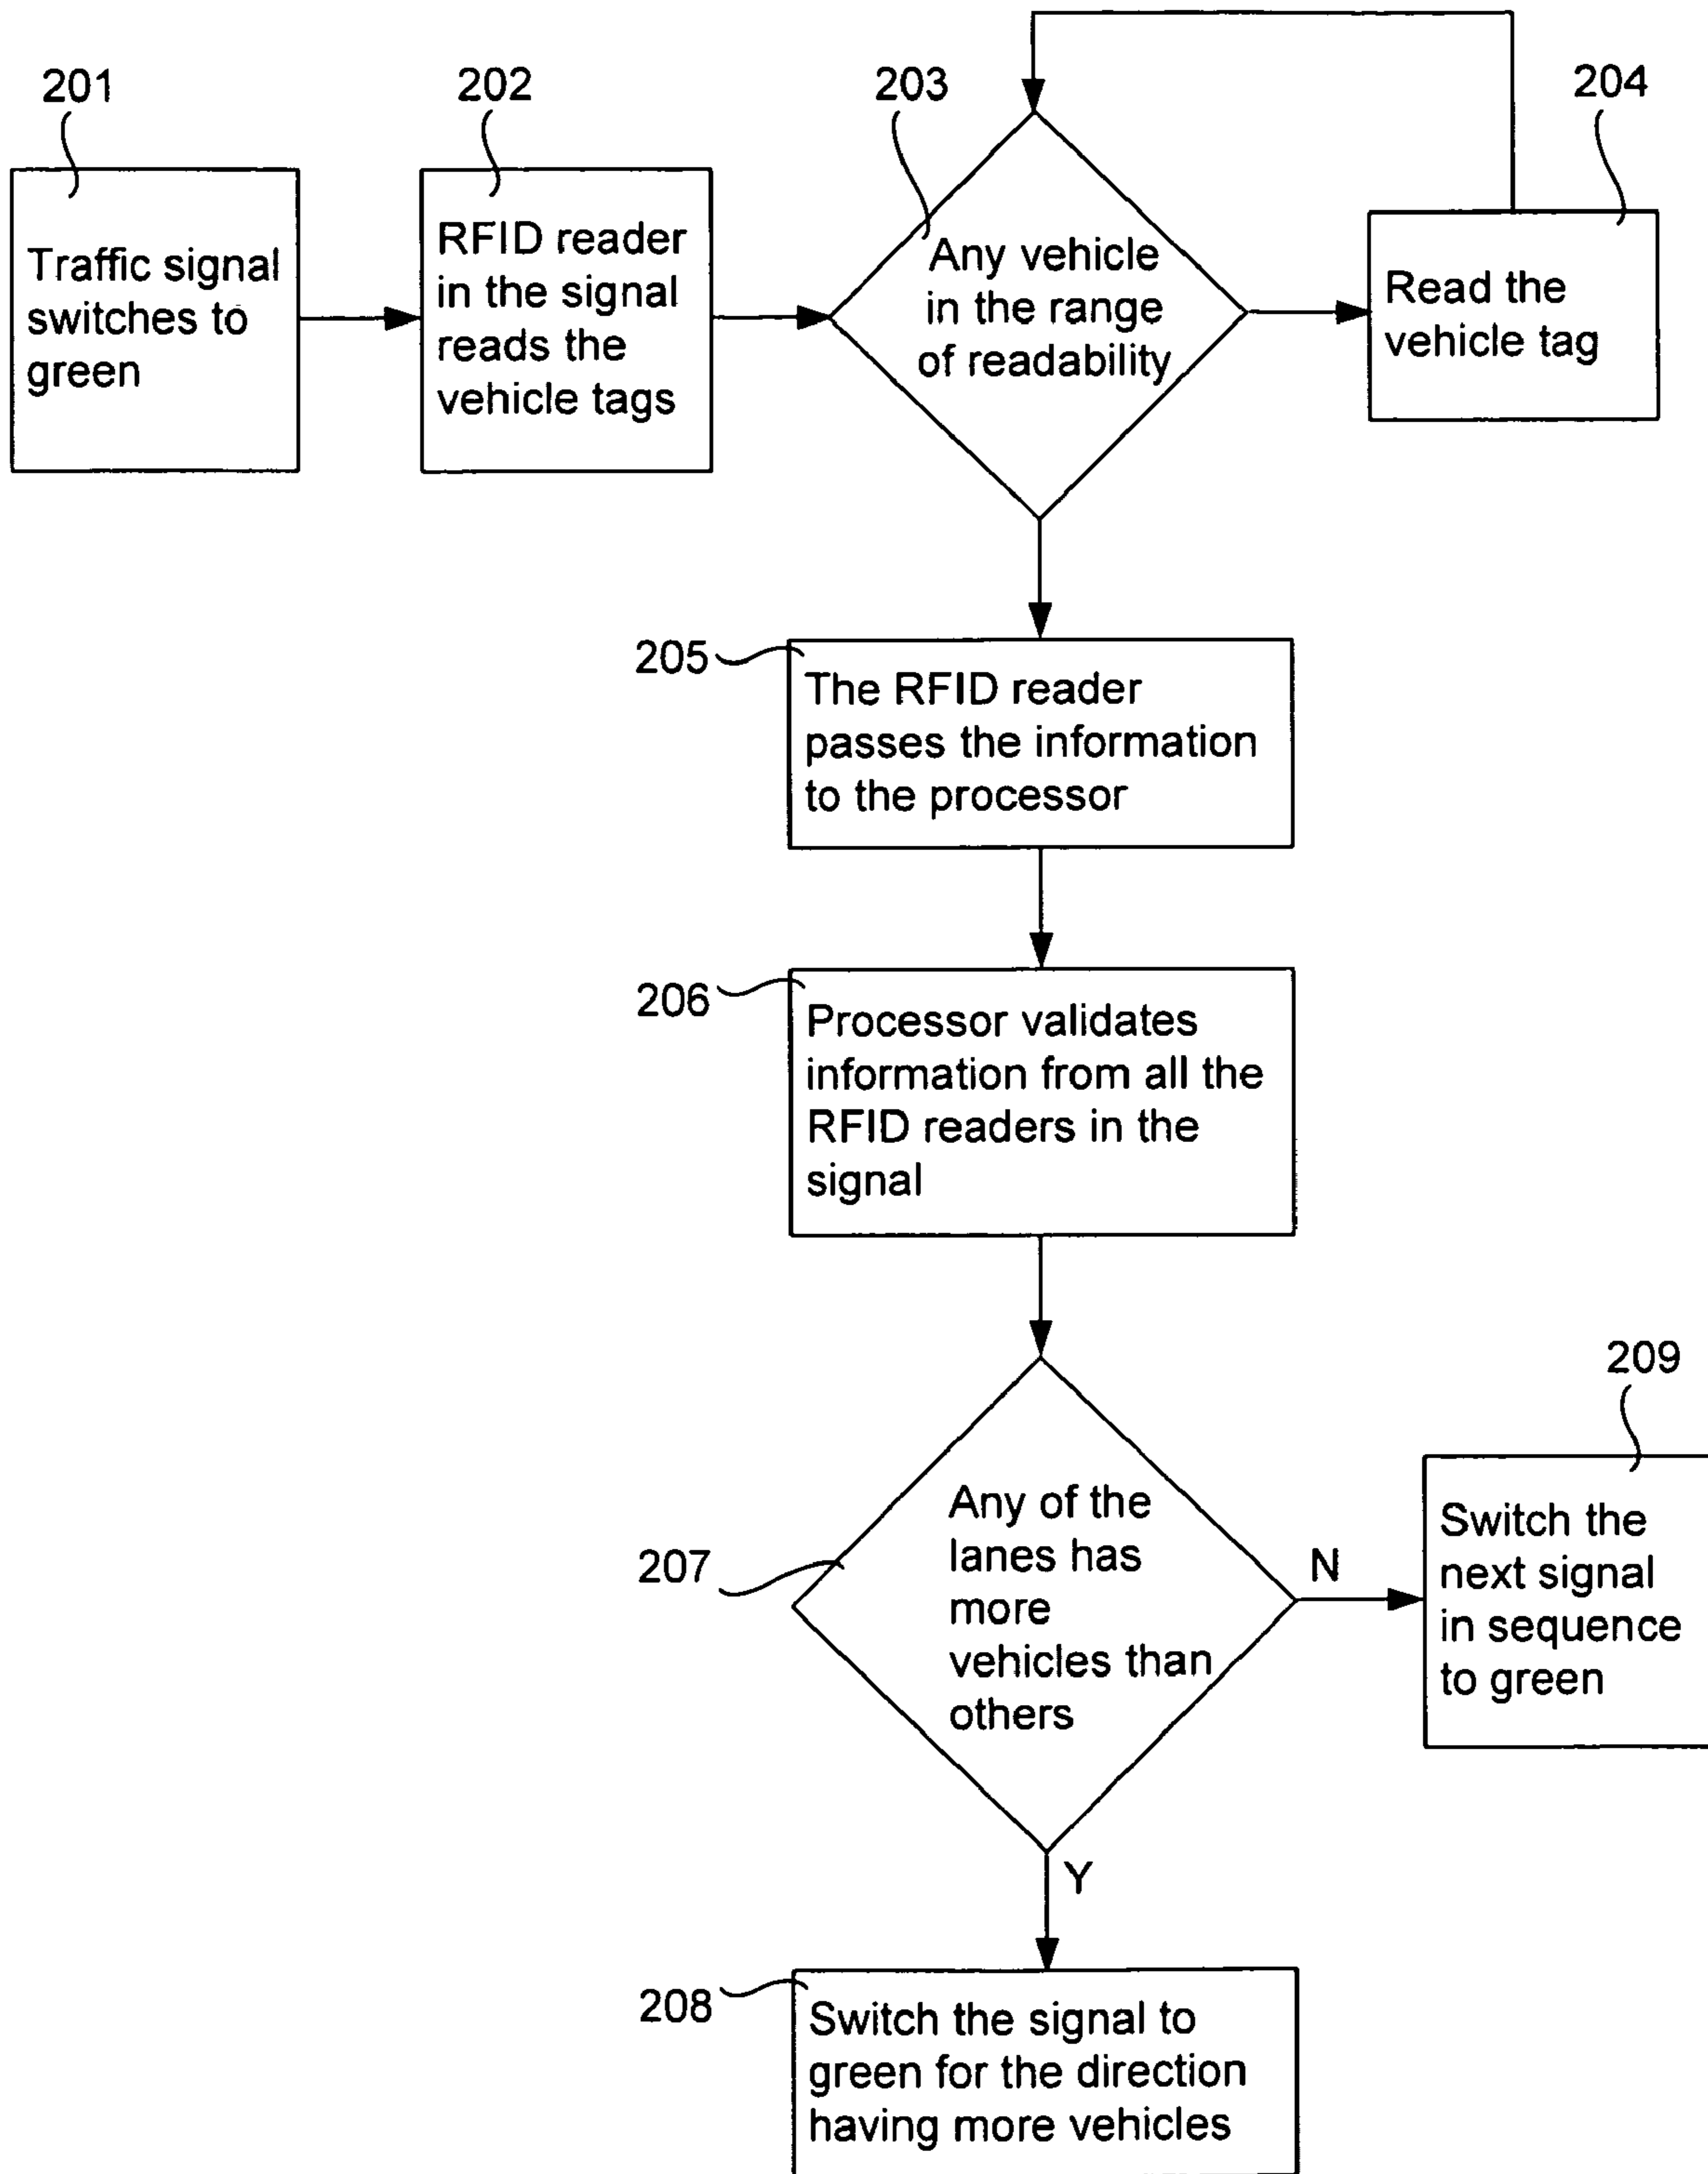 201
Traffic signal
switches to
green
202
RFID reader
in the signal
reads the
vehicle tags
203
Any vehicle
in the range
of readability
204
Read the
vehicle tag
205
The RFID reader
passes the information
to the processor
206
Processor validates
information from all the
RFID readers in the
signal
207
Any of the
lanes has
more
vehicles than
others
N
209
Switch the
next signal
in sequence
to green
Y
208
Switch the signal to
green for the direction
having more vehicles